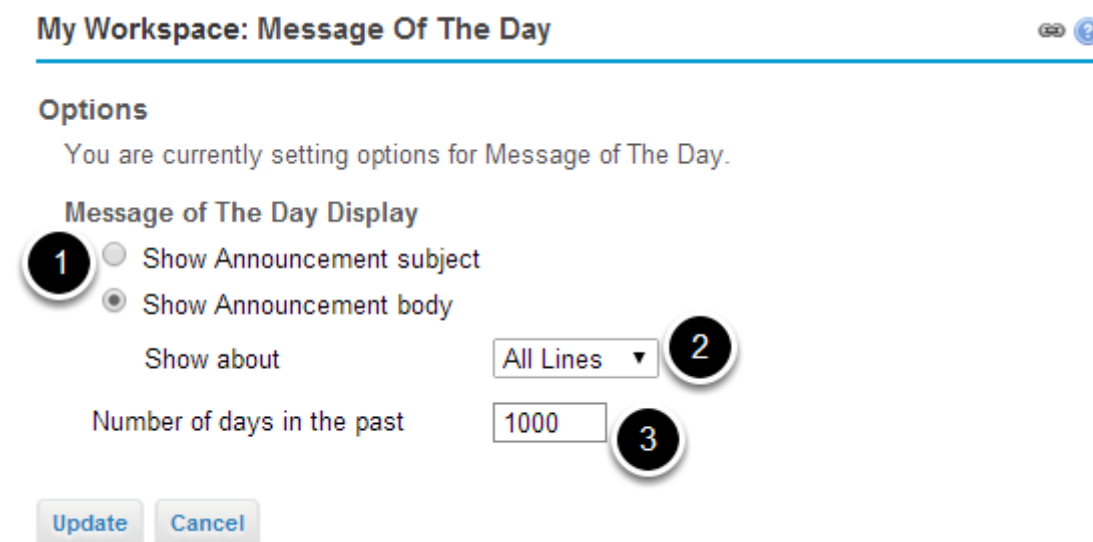 My Workspace: Message Of The Day
?
Options
You are currently setting options for Message of The Day.
Message of The Day Display
1
Show Announcement subject
Show Announcement body
Show about All Lines 2
Number of days in the past 1000 3
Update Cancel